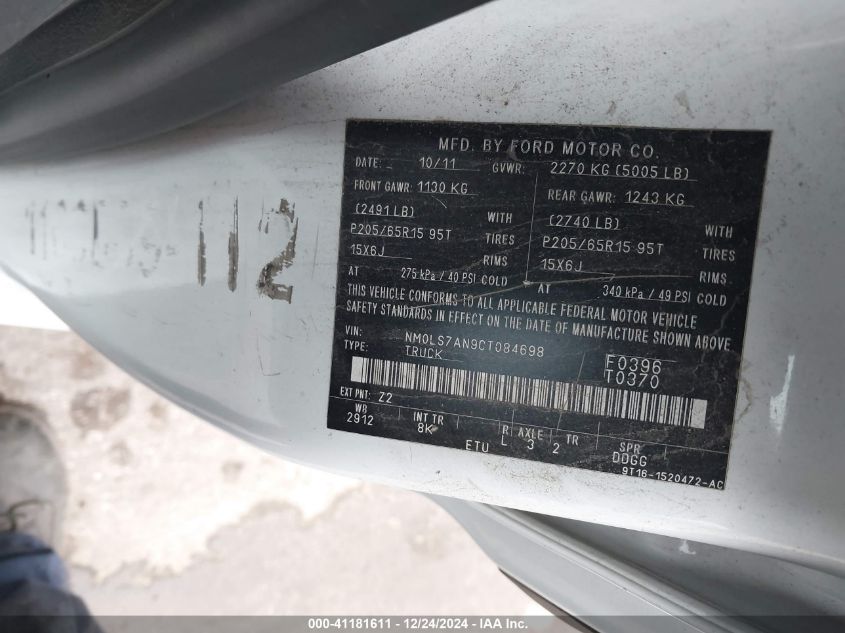 MFD. BY FORD MOTOR CO.
DATE: 10/11 GVWR: 2270 KG (5005 LB)
FRONT GAWR: 1130 KG REAR GAWR: 1243 KG
(2491 LB) WITH (2740 LB) WITH
P205/65R15 95T TIRES P205/65R15 95T TIRES
15X6J RIMS 15X6J RIMS
AT 275 kPa / 40 PSI COLD AT 340 kPa / 49 PSI COLD
THIS VEHICLE CONFORMS TO ALL APPLICABLE FEDERAL MOTOR VEHICLE
SAFETY STANDARDS IN EFFECT ON THE DATE OF MANUFACTURE SHOWN ABOVE.
VIN: NM0LS7AN9CT084698 F0396
TYPE: TRUCK T0370
EXT PNT: Z2
WB INT TR R AXLE TR SPR
2912 8K L 3 2 DDGG
ETU 9T16-1520472-AC
112
000-41181611 - 12/24/2024 - IAA Inc.